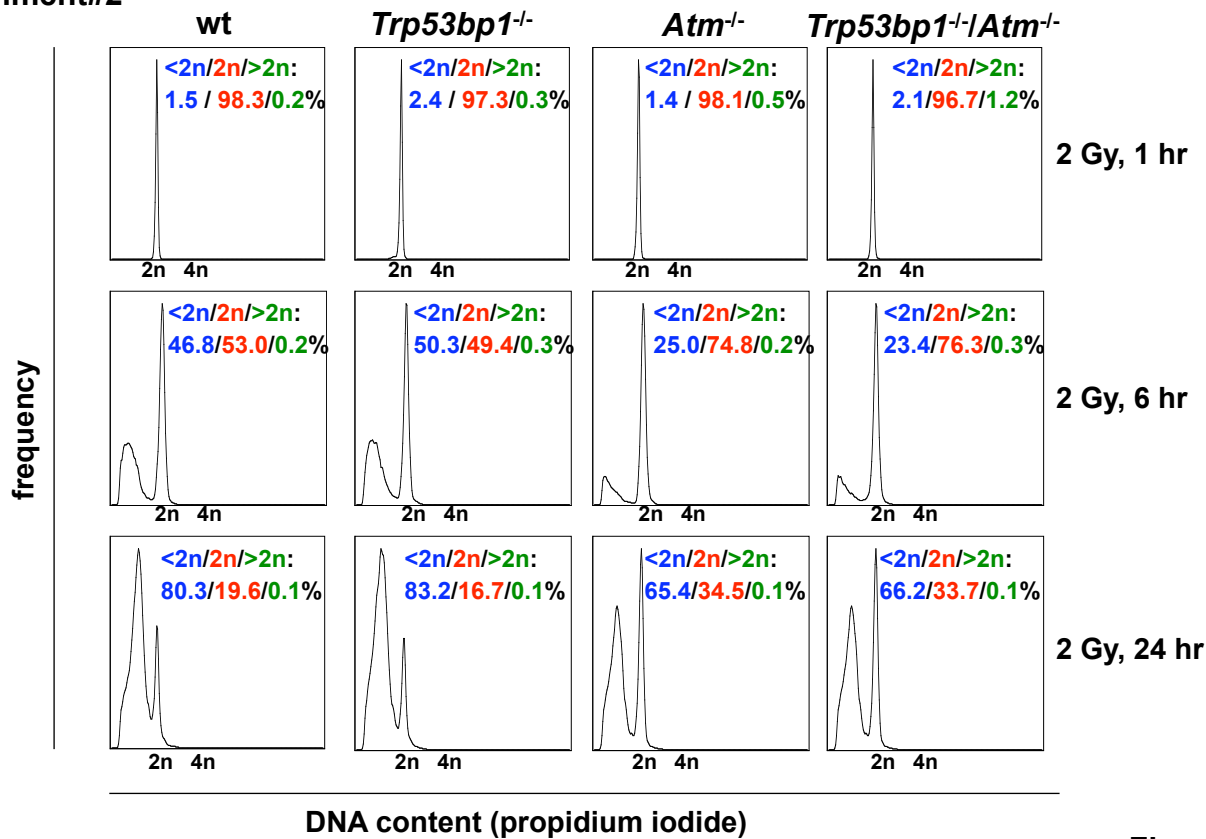 wt Trp53bp1-/- Atm-/- Trp53bp1-/-/Atm-/-
<2n/2n/>2n: <2n/2n/>2n: <2n/2n/>2n: <2n/2n/>2n:
1.5 / 98.3/0.2% 2.4 / 97.3/0.3% 1.4 / 98.1/0.5% 2.1/96.7/1.2%
2 Gy, 1 hr
2n 4n 2n 4n 2n 4n 2n 4n
<2n/2n/>2n: <2n/2n/>2n: <2n/2n/>2n: <2n/2n/>2n:
46.8/53.0/0.2% 50.3/49.4/0.3% 25.0/74.8/0.2% 23.4/76.3/0.3%
2 Gy, 6 hr
frequency
2n 4n 2n 4n 2n 4n 2n 4n
<2n/2n/>2n: <2n/2n/>2n: <2n/2n/>2n: <2n/2n/>2n:
80.3/19.6/0.1% 83.2/16.7/0.1% 65.4/34.5/0.1% 66.2/33.7/0.1%
2 Gy, 24 hr
2n 4n 2n 4n 2n 4n 2n 4n
DNA content (propidium iodide)